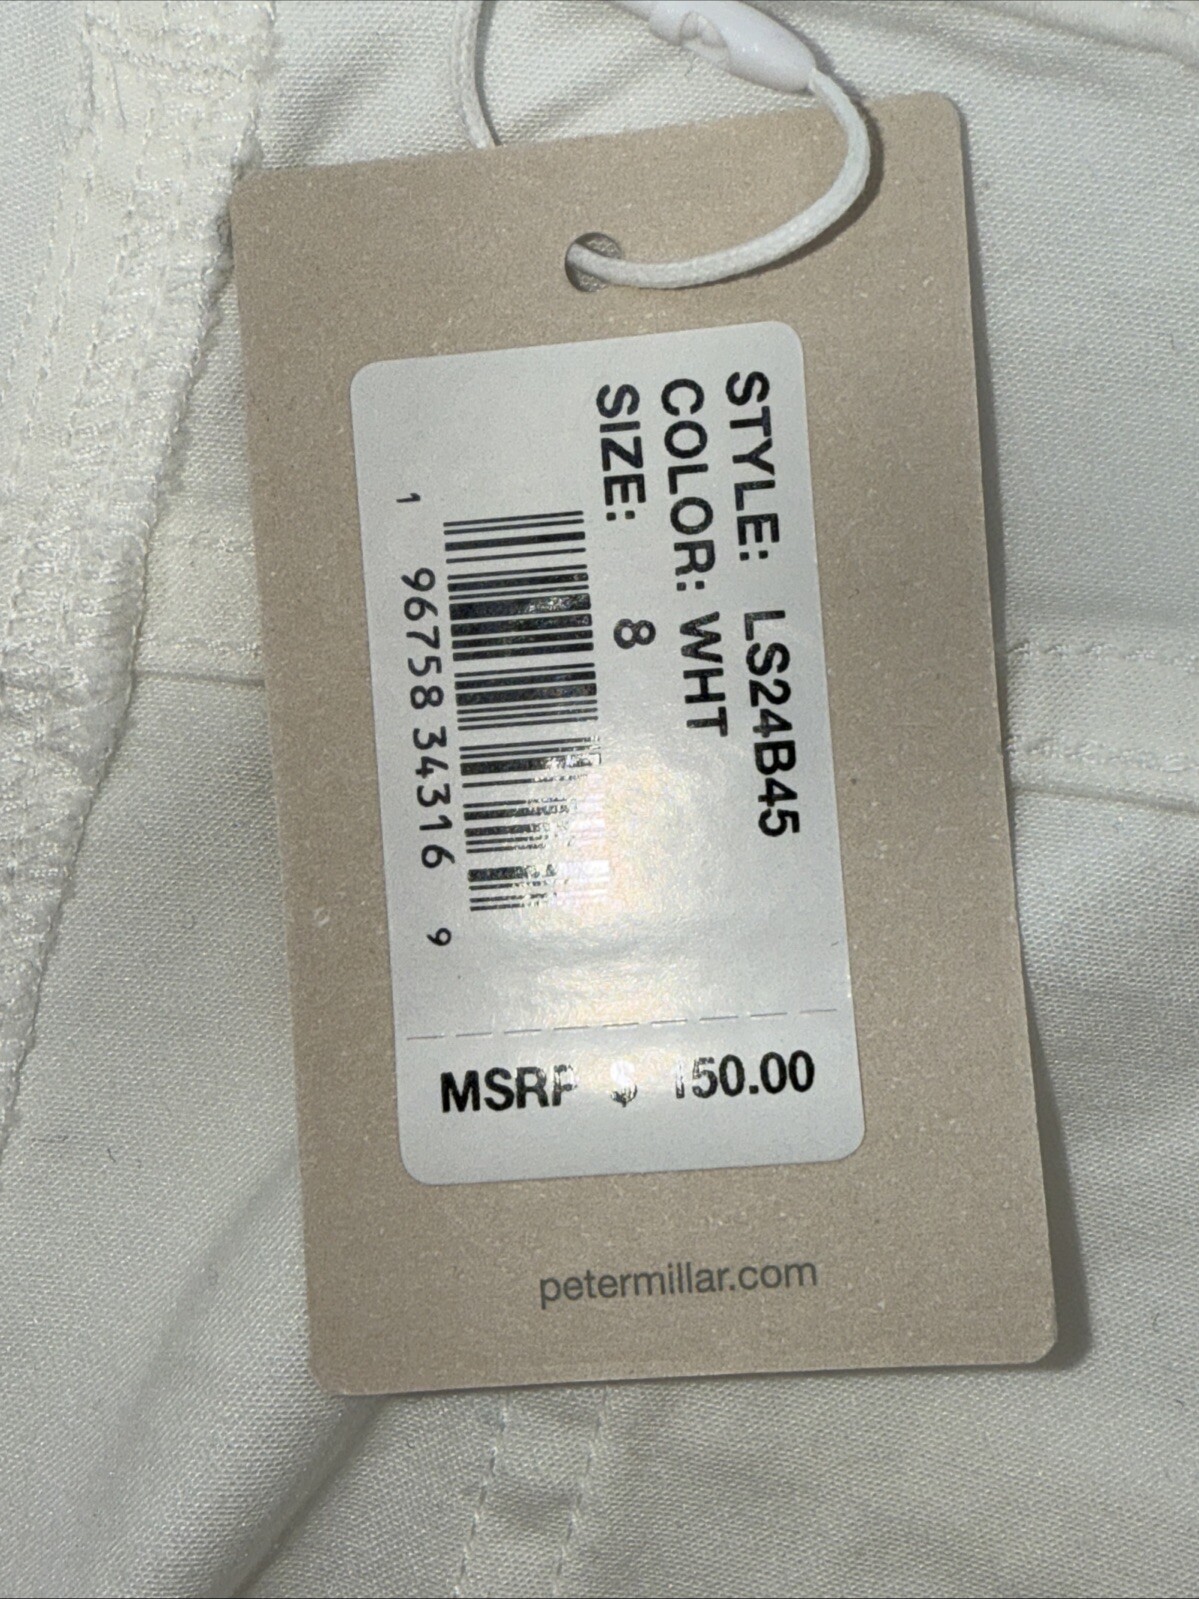 STYLE: LS24B45
COLOR: WHT
SIZE: 8
1 96758 34316 9
MSRP $ 150.00
petermillar.com